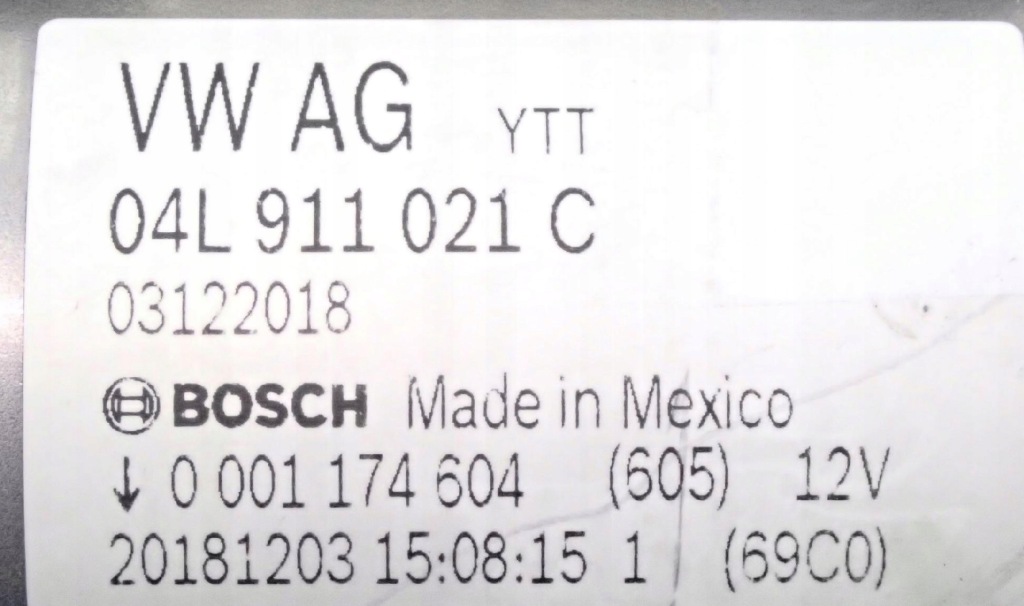 VW AG YTT
04L 911 021 C
03122018
BOSCH Made in Mexico
↓ 0 001 174 604 (605) 12V
20181203 15:08:15 1 (69C0)